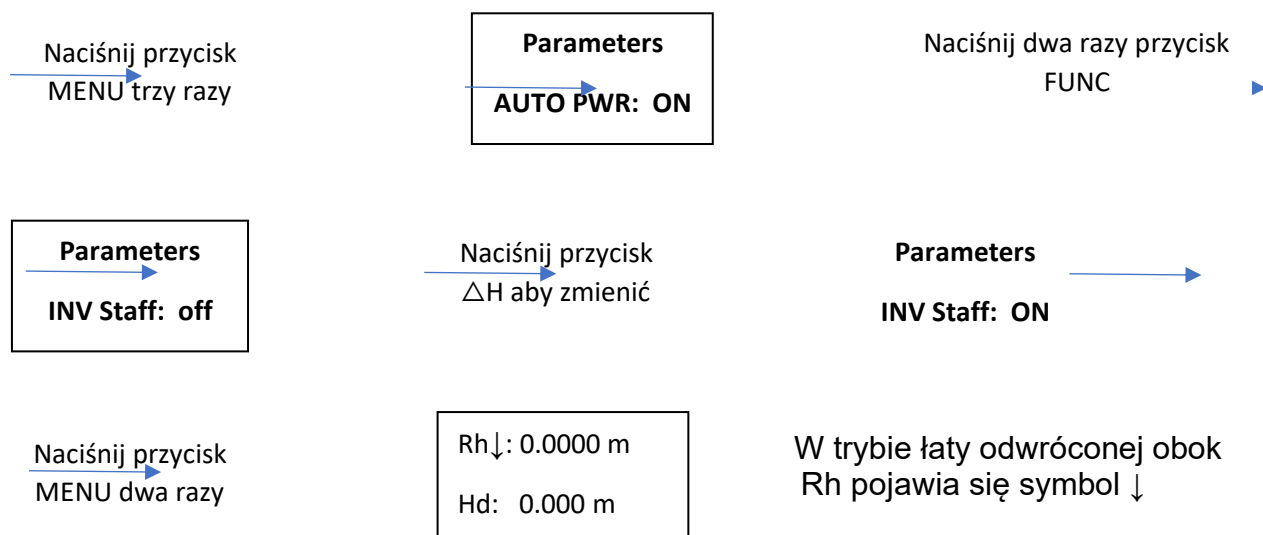 Naciśnij przycisk
MENU trzy razy
Parameters
AUTO PWR: ON
Naciśnij dwa razy przycisk
FUNC
Parameters
INV Staff: off
Naciśnij przycisk
△H aby zmienić
Parameters
INV Staff: ON
Naciśnij przycisk
MENU dwa razy
Rh↓: 0.0000 m
Hd: 0.000 m
W trybie łaty odwróconej obok
Rh pojawia się symbol ↓